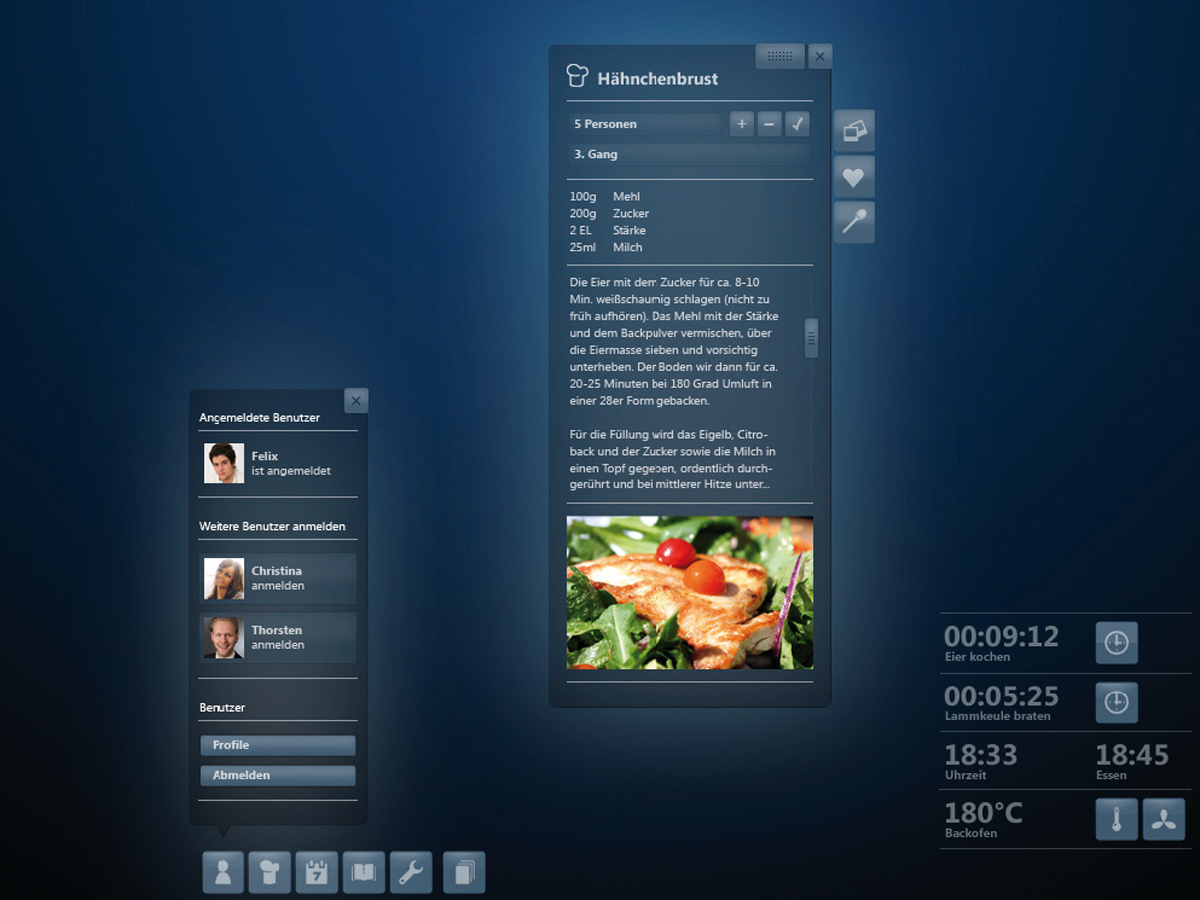 Hähnchenbrust
5 Personen
3. Gang
100g Mehl
200g Zucker
2 EL Stärke
25ml Milch
Die Eier mit dem Zucker für ca. 8-10
Min. weißschaumig schlagen (nicht zu
früh aufhören). Das Mehl mit der Stärke
und dem Backpulver vermischen, über
die Eiermasse sieben und vorsichtig
unterheben. Der Boden wir dann für ca.
20-25 Minuten bei 180 Grad Umluft in
einer 28er Form gebacken.
Für die Füllung wird das Eigelb, Citro-
back und der Zucker sowie die Milch in
einen Topf gegeben, ordentlich durch-
gerührt und bei mittlerer Hitze unter...
Angemeldete Benutzer
Felix
ist angemeldet
Weitere Benutzer anmelden
Christina
anmelden
Thorsten
anmelden
Benutzer
Profile
Abmelden
7
00:09:12
Eier kochen
00:05:25
Lammkeule braten
18:33 18:45
Uhrzeit Essen
180°C
Backofen